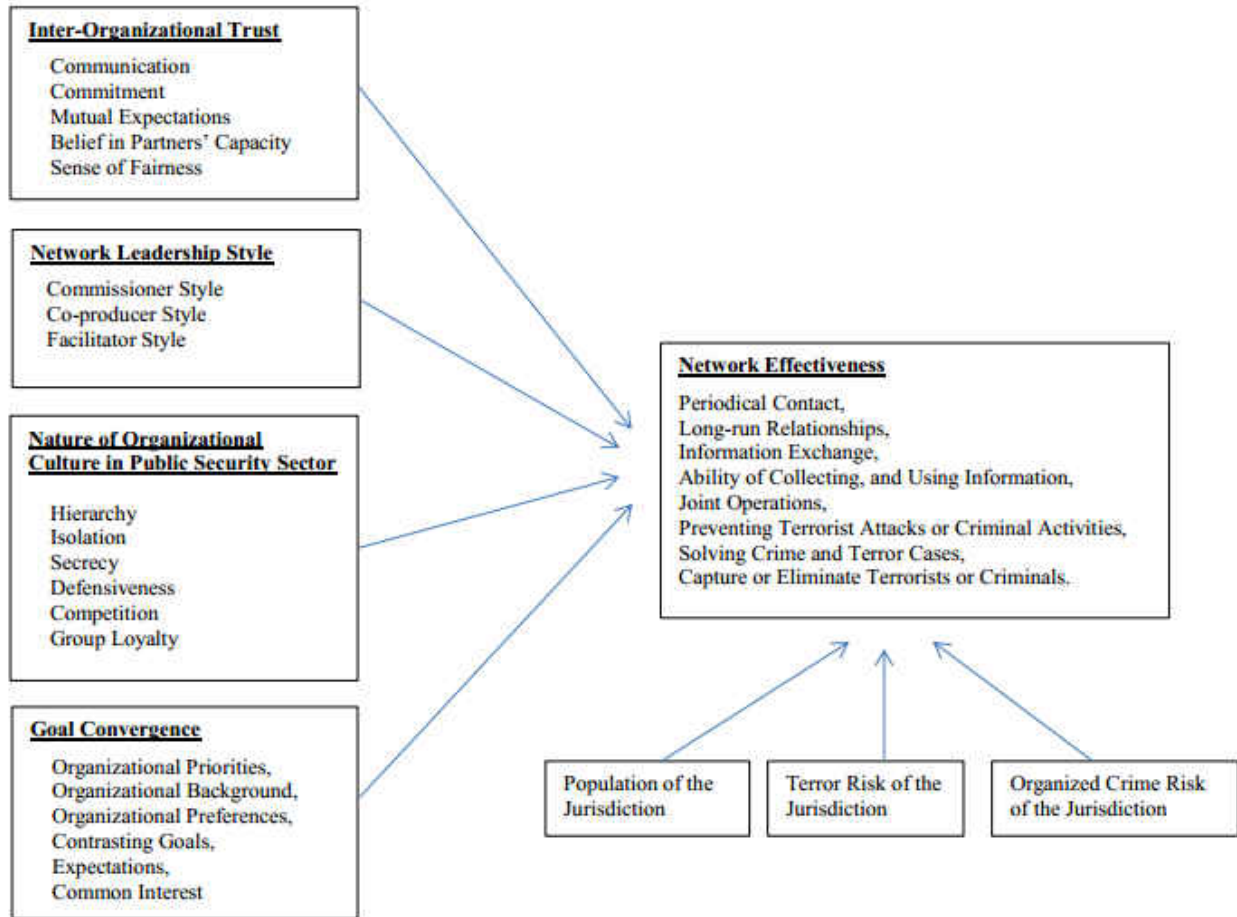 Inter-Organizational Trust
Communication
Commitment
Mutual Expectations
Belief in Partners' Capacity
Sense of Fairness
Network Leadership Style
Commissioner Style
Co-producer Style
Facilitator Style
Nature of Organizational
Culture in Public Security Sector
Hierarchy
Isolation
Secrecy
Defensiveness
Competition
Group Loyalty
Goal Convergence
Organizational Priorities,
Organizational Background,
Organizational Preferences,
Contrasting Goals,
Expectations,
Common Interest
Network Effectiveness
Periodical Contact,
Long-run Relationships,
Information Exchange,
Ability of Collecting, and Using Information,
Joint Operations,
Preventing Terrorist Attacks or Criminal Activities,
Solving Crime and Terror Cases,
Capture or Eliminate Terrorists or Criminals.
Population of the
Jurisdiction
Terror Risk of the
Jurisdiction
Organized Crime Risk
of the Jurisdiction